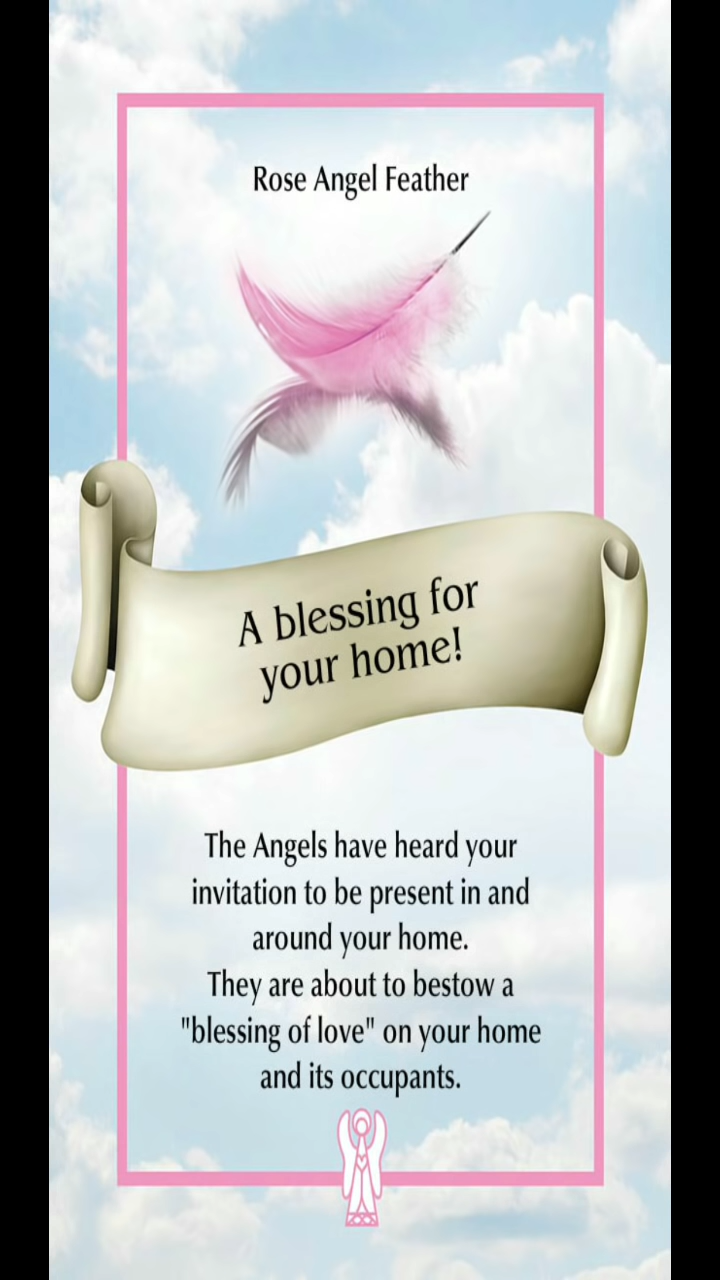 Rose Angel Feather
A blessing for
your home!
The Angels have heard your
invitation to be present in and
around your home.
They are about to bestow a
"blessing of love" on your home
and its occupants.